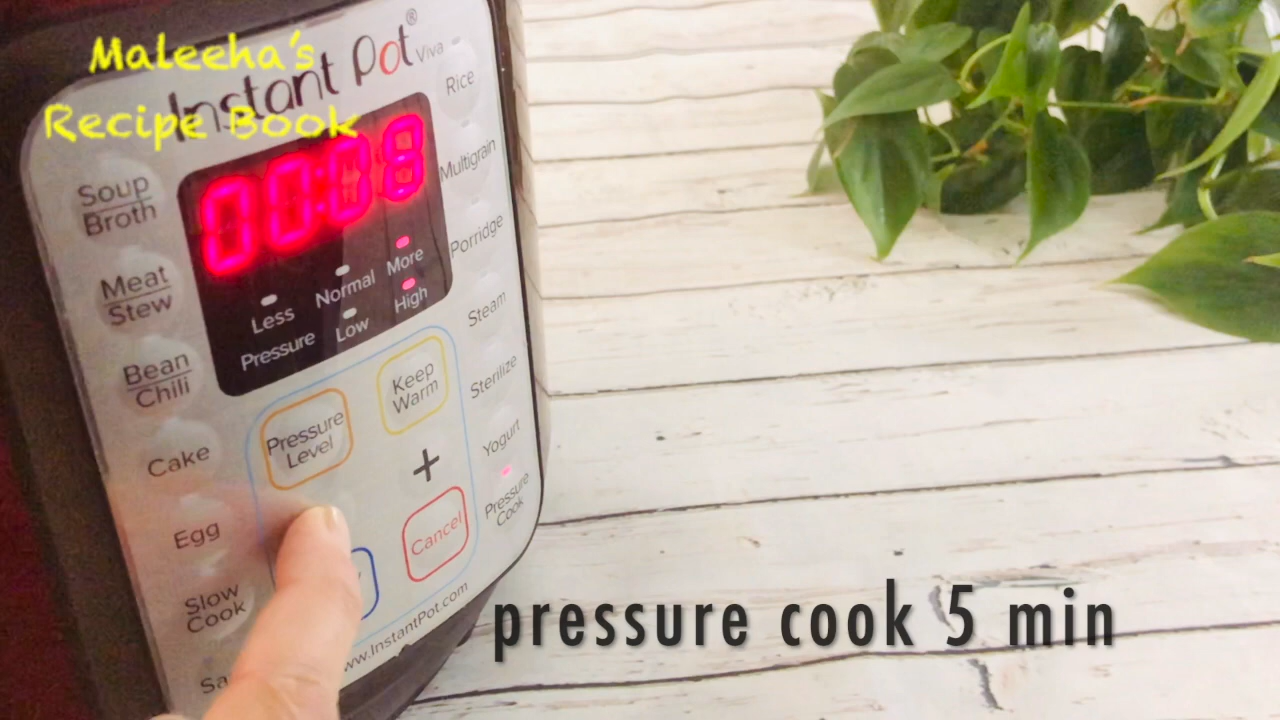 Maleeha's
Recipe Book
Instant Pot® Viva
Rice
00:08
Soup
Broth
Multigrain
Meat
Stew
Less Normal More
Pressure Low High
Porridge
Steam
Bean
Chili
Keep
Warm
Sterilize
Pressure
Level
Cake
+
Yogurt
Egg
Cancel
Pressure
Cook
Slow
Cook
www.InstantPot.com
pressure cook 5 min